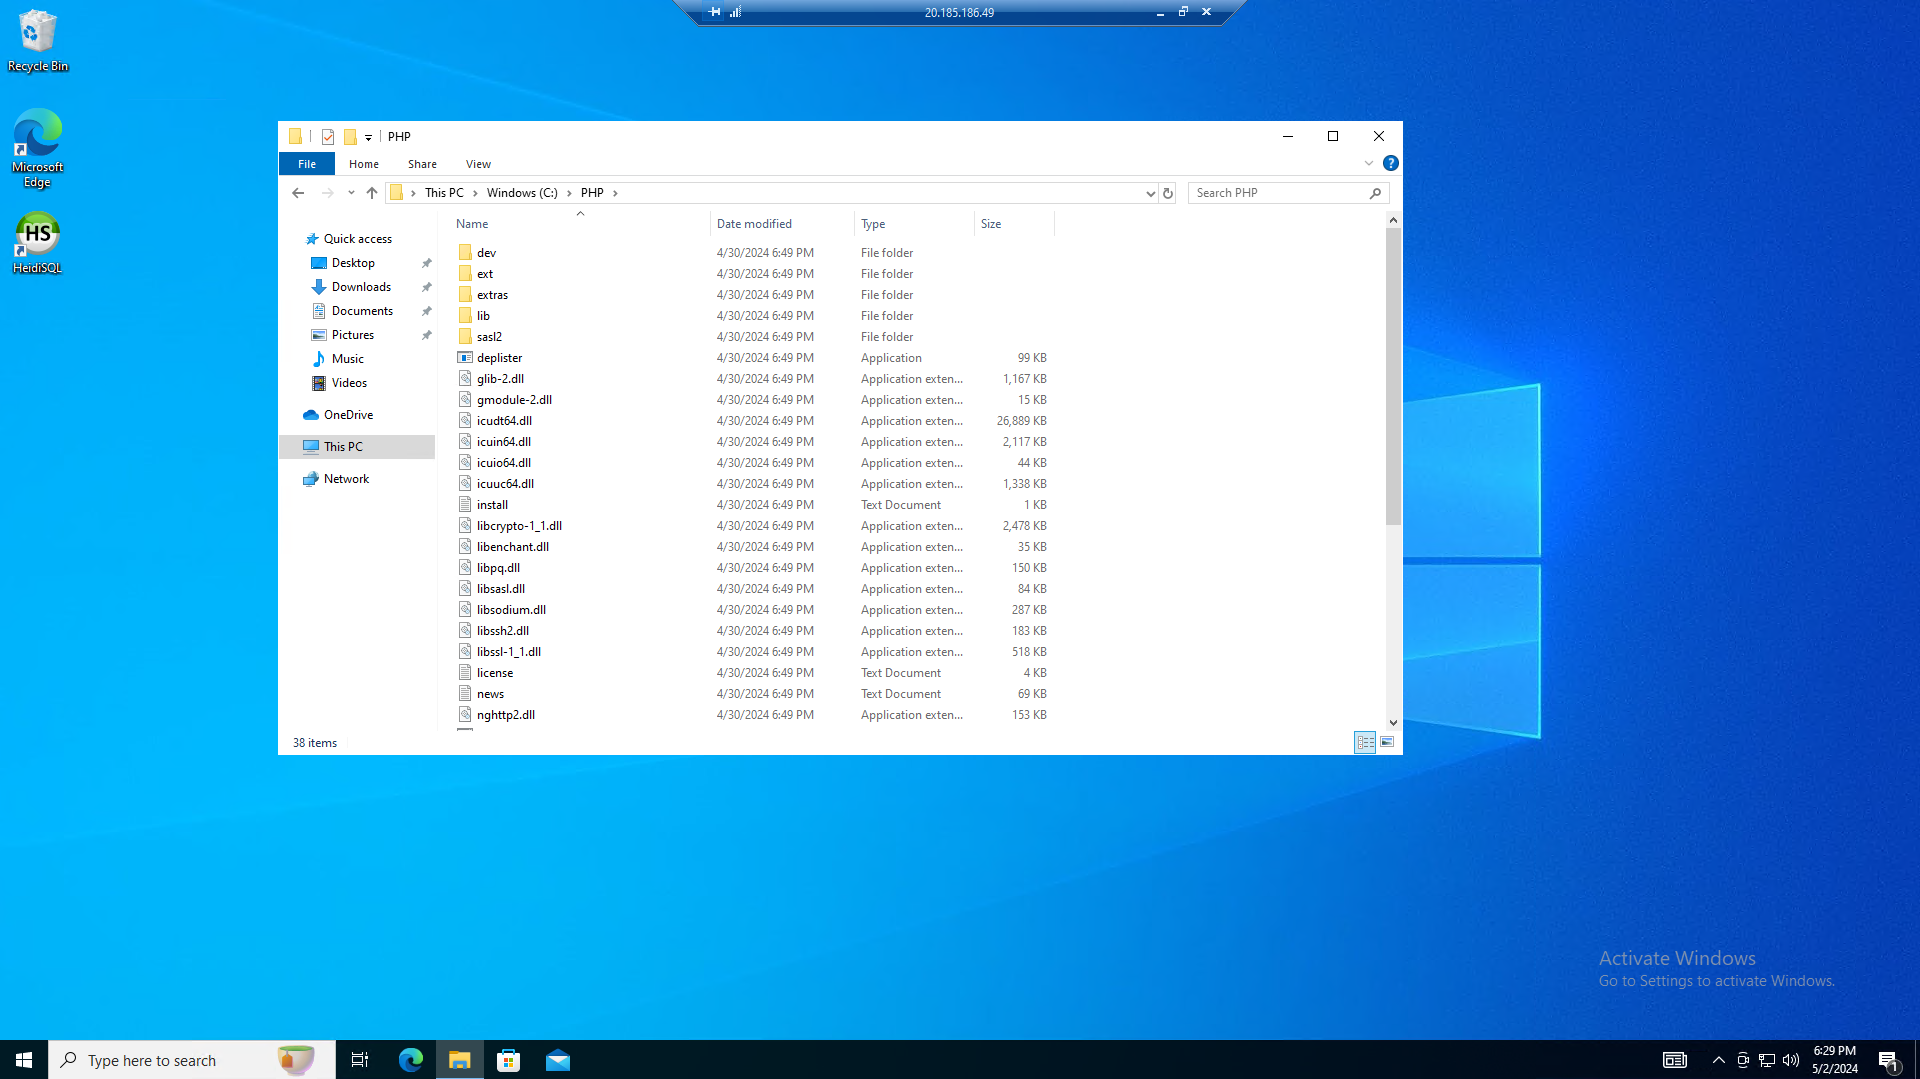 20.185.186.49
Recycle Bin
Microsoft
Edge
HS
HeidiSQL
PHP
File Home Share View
This PC Windows (C:) PHP
Search PHP
Quick access
Desktop
Downloads
Documents
Pictures
Music
Videos
OneDrive
This PC
Network
Name Date modified Type Size
dev 4/30/2024 6:49 PM File folder
ext 4/30/2024 6:49 PM File folder
extras 4/30/2024 6:49 PM File folder
lib 4/30/2024 6:49 PM File folder
sasl2 4/30/2024 6:49 PM File folder
deplister 4/30/2024 6:49 PM Application 99 KB
glib-2.dll 4/30/2024 6:49 PM Application exten... 1,167 KB
gmodule-2.dll 4/30/2024 6:49 PM Application exten... 15 KB
icudt64.dll 4/30/2024 6:49 PM Application exten... 26,889 KB
icuin64.dll 4/30/2024 6:49 PM Application exten... 2,117 KB
icuio64.dll 4/30/2024 6:49 PM Application exten... 44 KB
icuuc64.dll 4/30/2024 6:49 PM Application exten... 1,338 KB
install 4/30/2024 6:49 PM Text Document 1 KB
libcrypto-1_1.dll 4/30/2024 6:49 PM Application exten... 2,478 KB
libenchant.dll 4/30/2024 6:49 PM Application exten... 35 KB
libpq.dll 4/30/2024 6:49 PM Application exten... 150 KB
libsasl.dll 4/30/2024 6:49 PM Application exten... 84 KB
libsodium.dll 4/30/2024 6:49 PM Application exten... 287 KB
libssh2.dll 4/30/2024 6:49 PM Application exten... 183 KB
libssl-1_1.dll 4/30/2024 6:49 PM Application exten... 518 KB
license 4/30/2024 6:49 PM Text Document 4 KB
news 4/30/2024 6:49 PM Text Document 69 KB
nghttp2.dll 4/30/2024 6:49 PM Application exten... 153 KB
38 items
Activate Windows
Go to Settings to activate Windows.
Type here to search
6:29 PM
5/2/2024
1